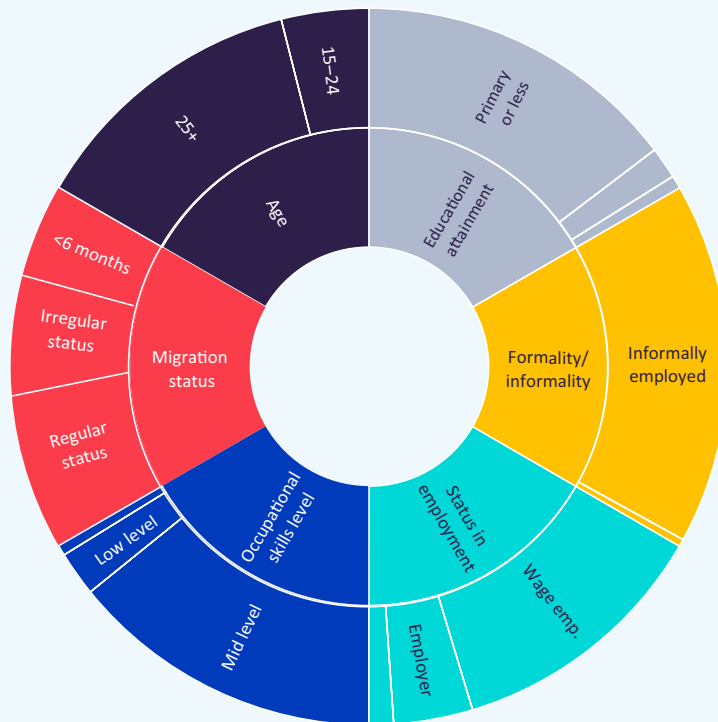 15–24
25+
Age
Primary
or less
Educational
attainment
<6 months
Irregular
status
Regular
status
Migration
status
Formality/
informality
Informally
employed
Occupational
skills level
Low level
Mid level
Status in
employment
Employer
Wage emp.